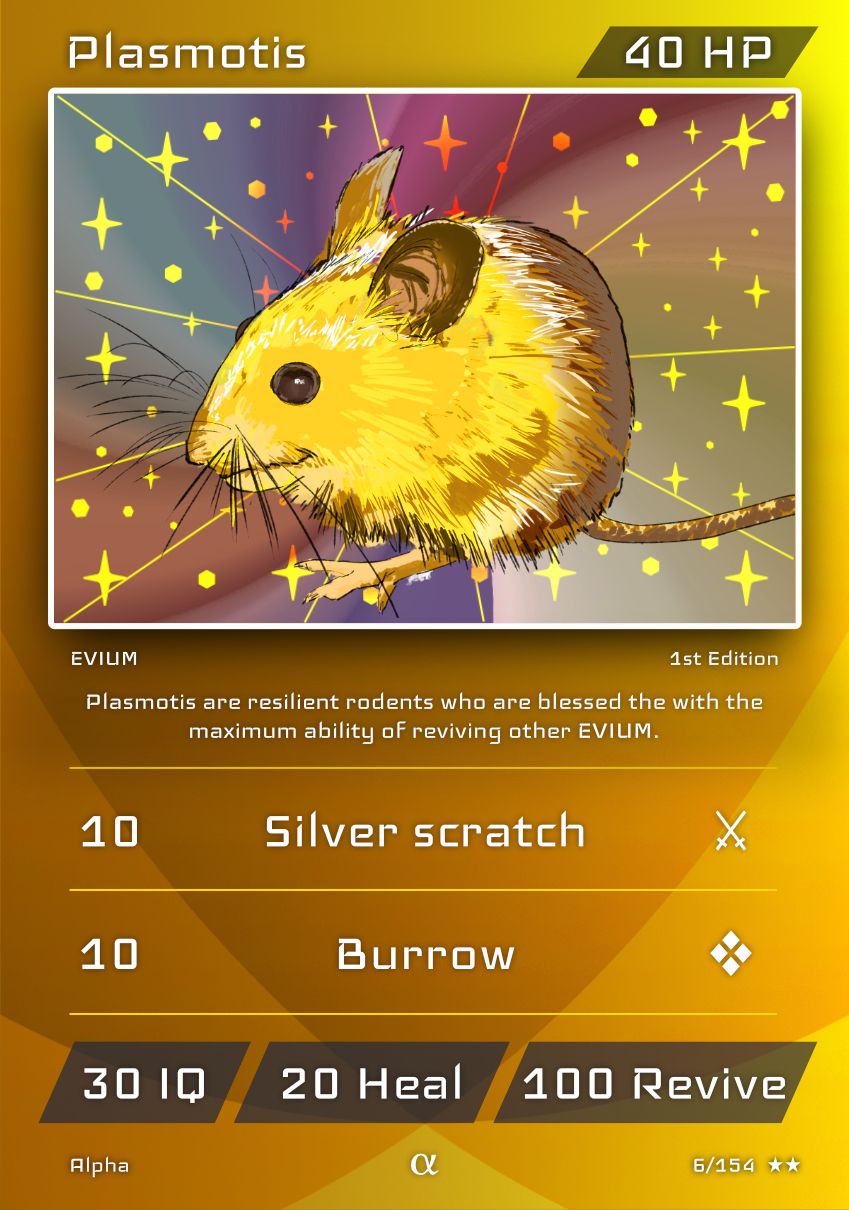 Plasmotis
40 HP
EVIUM
1st Edition
Plasmotis are resilient rodents who are blessed the with the
maximum ability of reviving other EVIUM.
10 Silver scratch
10 Burrow
30 IQ 20 Heal 100 Revive
Alpha α 6/154 ★★